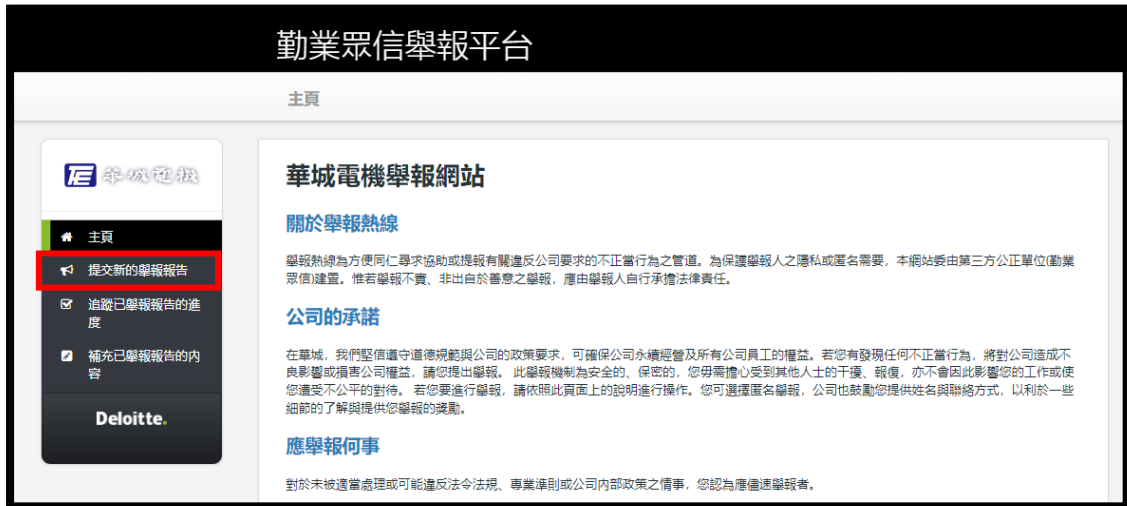 勤業眾信舉報平台
主頁
華城電機
主頁
提交新的舉報報告
追蹤已舉報報告的進
度
補充已舉報報告的內
容
Deloitte.
華城電機舉報網站
關於舉報熱線
舉報熱線為方便同仁尋求協助或提報有關違反公司要求的不正當行為之管道。為保護舉報人之隱私或匿名需要，本網站委由第三方公正單位(勤業
眾信)建置。惟若舉報不實、非出自於善意之舉報，應由舉報人自行承擔法律責任。
公司的承諾
在華城，我們堅信遵守道德規範與公司的政策要求，可確保公司永續經營及所有公司員工的權益。若您有發現任何不正當行為，將對公司造成不
良影響或損害公司權益，請您提出舉報。 此舉報機制為安全的、保密的，您毋需擔心受到其他人士的干擾、報復，亦不會因此影響您的工作或使
您遭受不公平的對待。 若您要進行舉報，請依照此頁面上的說明進行操作。您可選擇匿名舉報，公司也鼓勵您提供姓名與聯絡方式，以利於一些
細節的了解與提供您舉報的獎勵。
應舉報何事
對於未被適當處理或可能違反法令法規、專業準則或公司內部政策之情事，您認為應儘速舉報者。